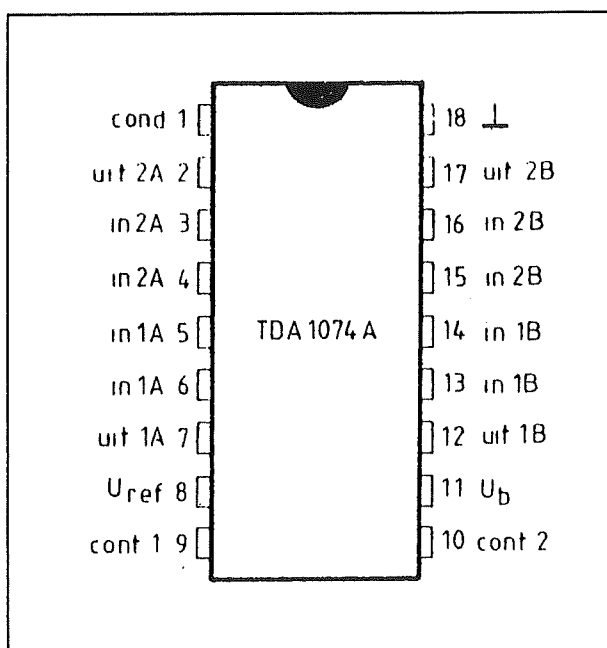 cond 1
18 ⊥
uit 2A 2
17 uit 2B
in 2A 3
16 in 2B
in 2A 4
15 in 2B
in 1A 5
TDA 1074 A
14 in 1B
in 1A 6
13 in 1B
uit 1A 7
12 uit 1B
Uref 8
11 Ub
cont 1 9
10 cont 2